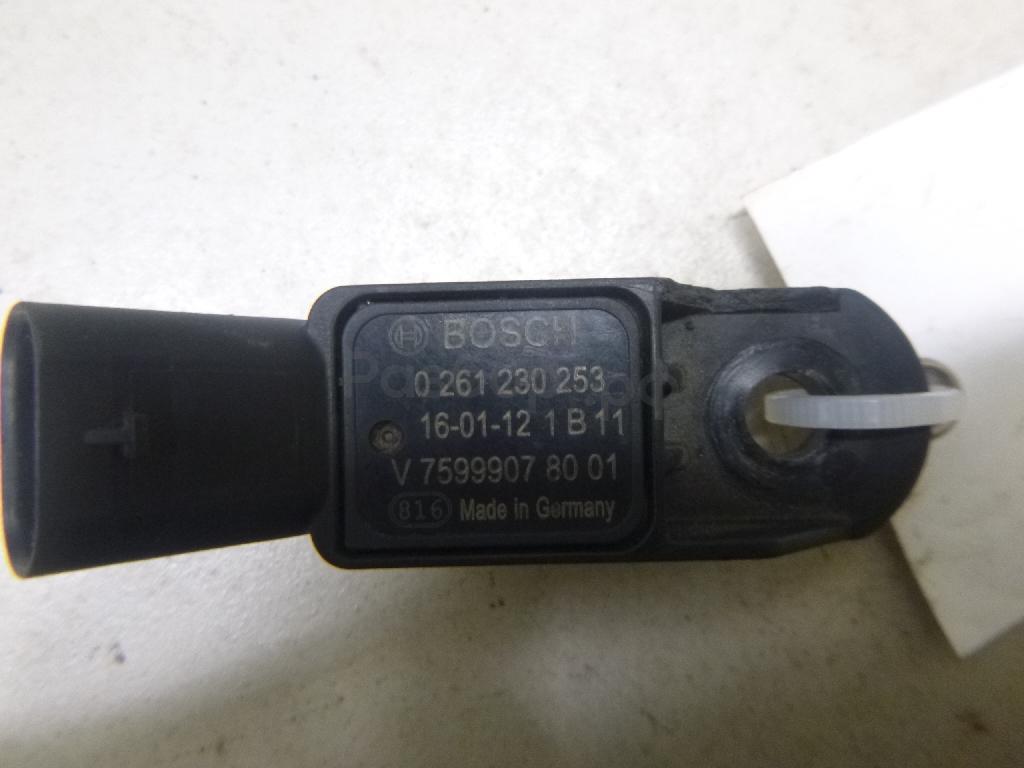 BOSCH
0 261 230 253
16-01-12 1 B 11
V 7599907 80 01
816 Made in Germany